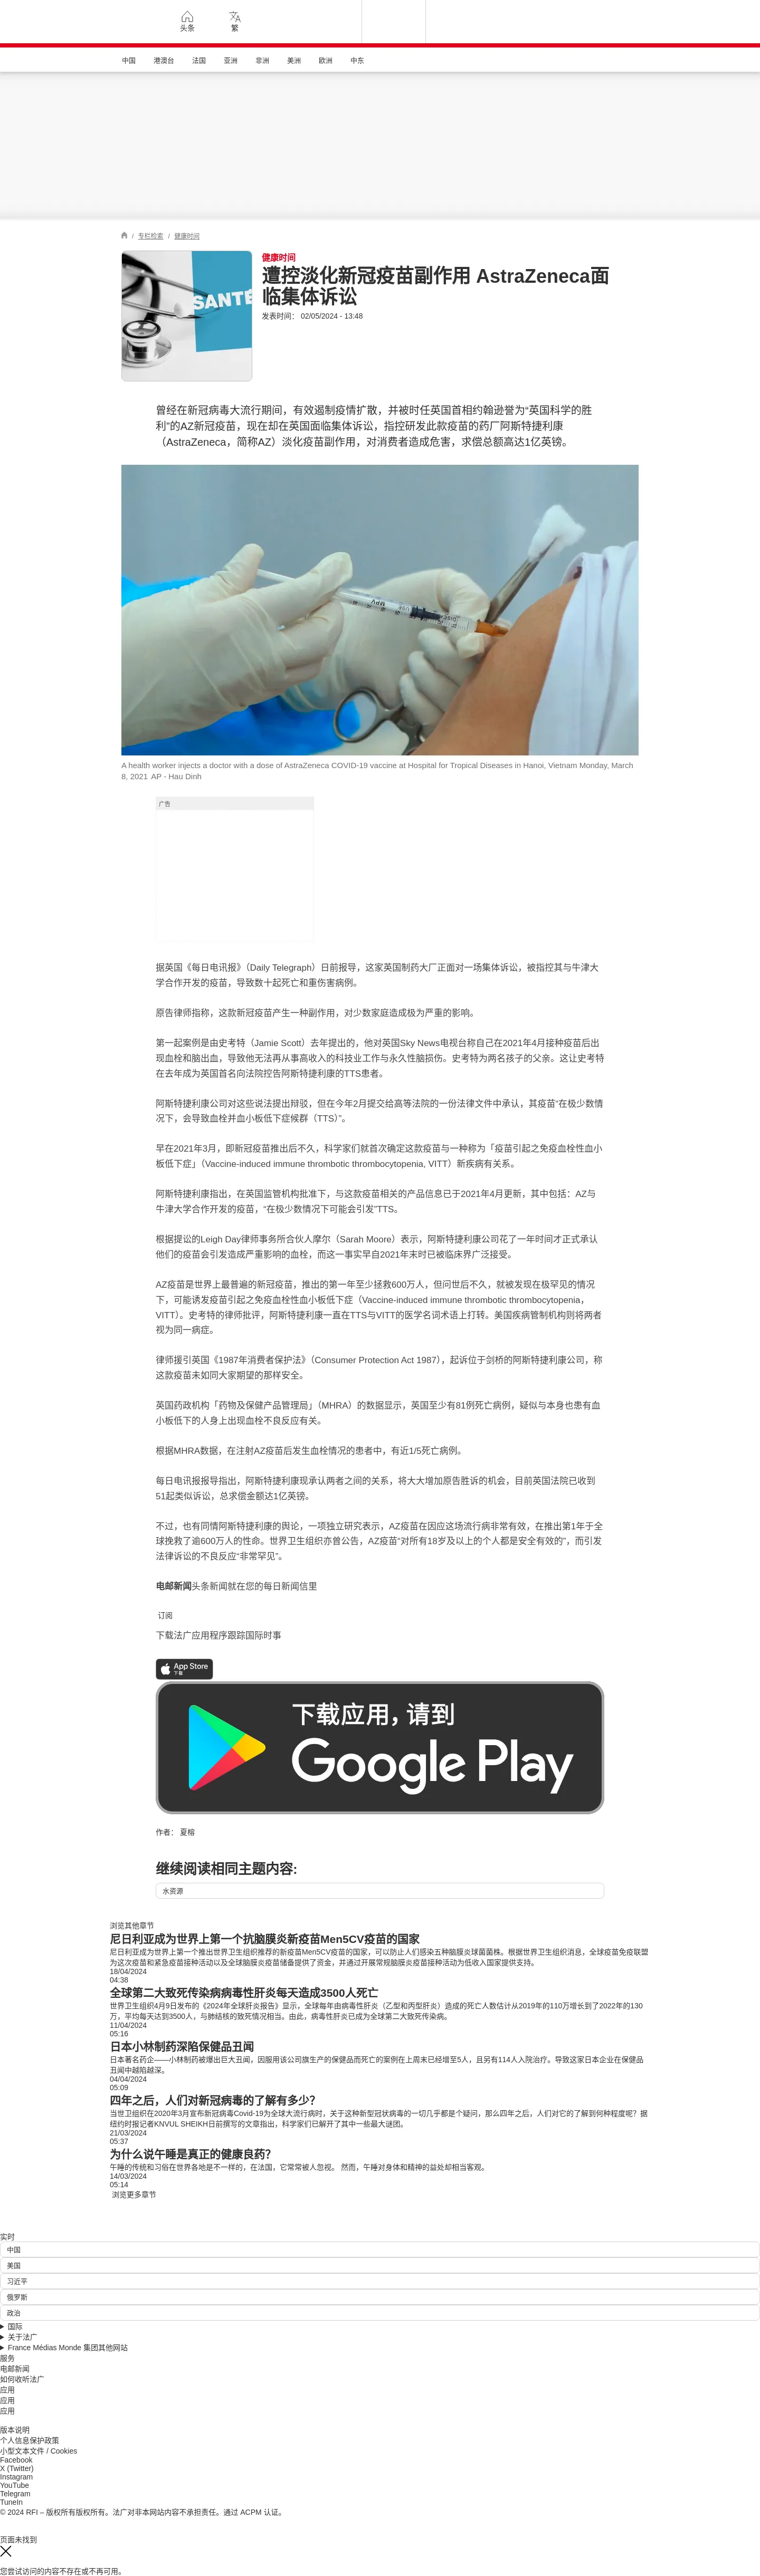 头条
繁
中国
港澳台
法国
亚洲
非洲
美洲
欧洲
中东
/ 专栏检索 / 健康时间
SANTÉ
健康时间
遭控淡化新冠疫苗副作用 AstraZeneca面
临集体诉讼
发表时间： 02/05/2024 - 13:48
曾经在新冠病毒大流行期间，有效遏制疫情扩散，并被时任英国首相约翰逊誉为“英国科学的胜
利”的AZ新冠疫苗，现在却在英国面临集体诉讼，指控研发此款疫苗的药厂阿斯特捷利康
（AstraZeneca，简称AZ）淡化疫苗副作用，对消费者造成危害，求偿总额高达1亿英镑。
A health worker injects a doctor with a dose of AstraZeneca COVID-19 vaccine at Hospital for Tropical Diseases in Hanoi, Vietnam Monday, March
8, 2021 AP - Hau Dinh
广告
据英国《每日电讯报》（Daily Telegraph）日前报导，这家英国制药大厂正面对一场集体诉讼，被指控其与牛津大
学合作开发的疫苗，导致数十起死亡和重伤害病例。
原告律师指称，这款新冠疫苗产生一种副作用，对少数家庭造成极为严重的影响。
第一起案例是由史考特（Jamie Scott）去年提出的，他对英国Sky News电视台称自己在2021年4月接种疫苗后出
现血栓和脑出血，导致他无法再从事高收入的科技业工作与永久性脑损伤。史考特为两名孩子的父亲。这让史考特
在去年成为英国首名向法院控告阿斯特捷利康的TTS患者。
阿斯特捷利康公司对这些说法提出辩驳，但在今年2月提交给高等法院的一份法律文件中承认，其疫苗“在极少数情
况下，会导致血栓并血小板低下症候群（TTS）”。
早在2021年3月，即新冠疫苗推出后不久，科学家们就首次确定这款疫苗与一种称为「疫苗引起之免疫血栓性血小
板低下症」（Vaccine-induced immune thrombotic thrombocytopenia, VITT）新疾病有关系。
阿斯特捷利康指出，在英国监管机构批准下，与这款疫苗相关的产品信息已于2021年4月更新，其中包括：AZ与
牛津大学合作开发的疫苗，“在极少数情况下可能会引发”TTS。
根据提讼的Leigh Day律师事务所合伙人摩尔（Sarah Moore）表示，阿斯特捷利康公司花了一年时间才正式承认
他们的疫苗会引发造成严重影响的血栓，而这一事实早自2021年末时已被临床界广泛接受。
AZ疫苗是世界上最普遍的新冠疫苗，推出的第一年至少拯救600万人，但问世后不久，就被发现在极罕见的情况
下，可能诱发疫苗引起之免疫血栓性血小板低下症（Vaccine-induced immune thrombotic thrombocytopenia，
VITT）。史考特的律师批评，阿斯特捷利康一直在TTS与VITT的医学名词术语上打转。美国疾病管制机构则将两者
视为同一病症。
律师援引英国《1987年消费者保护法》（Consumer Protection Act 1987），起诉位于剑桥的阿斯特捷利康公司，称
这款疫苗未如同大家期望的那样安全。
英国药政机构「药物及保健产品管理局」（MHRA）的数据显示，英国至少有81例死亡病例，疑似与本身也患有血
小板低下的人身上出现血栓不良反应有关。
根据MHRA数据，在注射AZ疫苗后发生血栓情况的患者中，有近1/5死亡病例。
每日电讯报报导指出，阿斯特捷利康现承认两者之间的关系，将大大增加原告胜诉的机会，目前英国法院已收到
51起类似诉讼，总求偿金额达1亿英镑。
不过，也有同情阿斯特捷利康的舆论，一项独立研究表示，AZ疫苗在因应这场流行病非常有效，在推出第1年于全
球挽救了逾600万人的性命。世界卫生组织亦曾公告，AZ疫苗“对所有18岁及以上的个人都是安全有效的”，而引发
法律诉讼的不良反应“非常罕见”。
电邮新闻头条新闻就在您的每日新闻信里
订阅
下载法广应用程序跟踪国际时事
App Store
下载
下载应用，请到
Google Play
作者： 夏榕
继续阅读相同主题内容:
水资源
浏览其他章节
尼日利亚成为世界上第一个抗脑膜炎新疫苗Men5CV疫苗的国家
尼日利亚成为世界上第一个推出世界卫生组织推荐的新疫苗Men5CV疫苗的国家，可以防止人们感染五种脑膜炎球菌菌株。根据世界卫生组织消息，全球疫苗免疫联盟
为这次疫苗和紧急疫苗接种活动以及全球脑膜炎疫苗储备提供了资金，并通过开展常规脑膜炎疫苗接种活动为低收入国家提供支持。
18/04/2024
04:38
全球第二大致死传染病病毒性肝炎每天造成3500人死亡
世界卫生组织4月9日发布的《2024年全球肝炎报告》显示，全球每年由病毒性肝炎（乙型和丙型肝炎）造成的死亡人数估计从2019年的110万增长到了2022年的130
万，平均每天达到3500人，与肺结核的致死情况相当。由此，病毒性肝炎已成为全球第二大致死传染病。
11/04/2024
05:16
日本小林制药深陷保健品丑闻
日本著名药企——小林制药被爆出巨大丑闻，因服用该公司旗生产的保健品而死亡的案例在上周末已经增至5人，且另有114人入院治疗。导致这家日本企业在保健品
丑闻中越陷越深。
04/04/2024
05:09
四年之后，人们对新冠病毒的了解有多少？
当世卫组织在2020年3月宣布新冠病毒Covid-19为全球大流行病时，关于这种新型冠状病毒的一切几乎都是个疑问，那么四年之后，人们对它的了解到何种程度呢？据
纽约时报记者KNVUL SHEIKH日前撰写的文章指出，科学家们已解开了其中一些最大谜团。
21/03/2024
05:37
为什么说午睡是真正的健康良药？
午睡的传统和习俗在世界各地是不一样的，在法国，它常常被人忽视。 然而，午睡对身体和精神的益处却相当客观。
14/03/2024
05:14
浏览更多章节
实时
中国
美国
习近平
俄罗斯
政治
国际
关于法广
France Médias Monde 集团其他网站
服务
电邮新闻
如何收听法广
应用
应用
应用
版本说明
个人信息保护政策
小型文本文件 / Cookies
Facebook
X (Twitter)
Instagram
YouTube
Telegram
TuneIn
© 2024 RFI – 版权所有版权所有。法广对非本网站内容不承担责任。通过 ACPM 认证。
页面未找到
您尝试访问的内容不存在或不再可用。